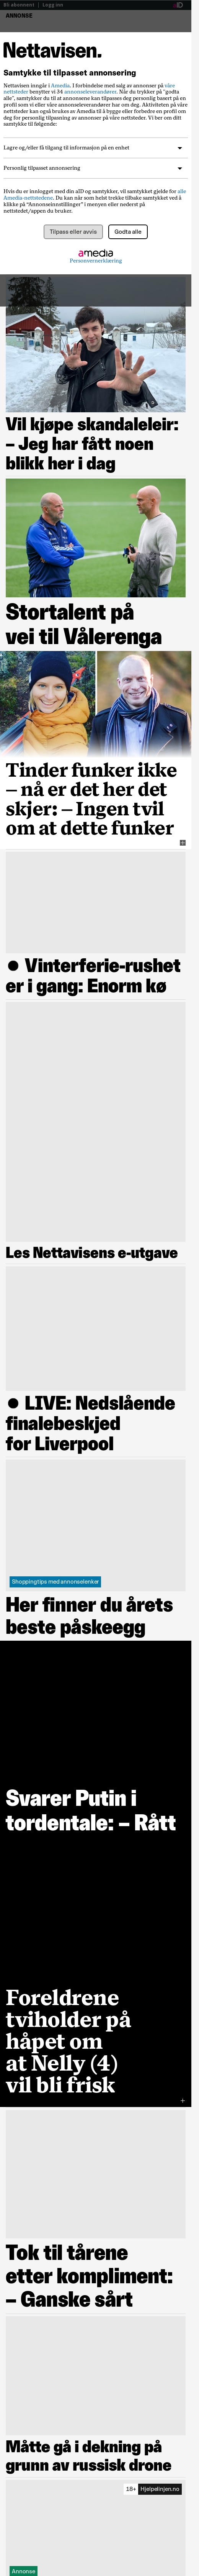 Bli abonnent | Logg inn
aID
ANNONSE
Nettavisen.
Samtykke til tilpasset annonsering
Nettavisen inngår i Amedia. I forbindelse med salg av annonser på våre
nettsteder benytter vi 34 annonseleverandører. Når du trykker på "godta
alle", samtykker du til at annonsene kan tilpasses deg personlig basert på en
profil som vi eller våre annonseleverandører har om deg. Aktiviteten på våre
nettsteder kan også brukes av Amedia til å bygge eller forbedre en profil om
deg for personlig tilpasning av annonser på våre nettsteder. Vi ber om ditt
samtykke til følgende:
Lagre og/eller få tilgang til informasjon på en enhet
Personlig tilpasset annonsering
Hvis du er innlogget med din aID og samtykker, vil samtykket gjelde for alle
Amedia-nettstedene. Du kan når som helst trekke tilbake samtykket ved å
klikke på "Annonseinnstillinger" i menyen eller nederst på
nettstedet/appen du bruker.
Tilpass eller avvis
Godta alle
amedia
Personvernerklæring
Vil kjøpe skandaleleir:
– Jeg har fått noen
blikk her i dag
Stortalent på
vei til Vålerenga
Tinder funker ikke
– nå er det her det
skjer: – Ingen tvil
om at dette funker
● Vinterferie-rushet
er i gang: Enorm kø
Les Nettavisens e-utgave
● LIVE: Nedslående
finalebeskjed
for Liverpool
Shoppingtips med annonselenker
Her finner du årets
beste påskeegg
Svarer Putin i
tordentale: – Rått
Foreldrene
tviholder på
håpet om
at Nelly (4)
vil bli frisk
Tok til tårene
etter kompliment:
– Ganske sårt
Måtte gå i dekning på
grunn av russisk drone
18+ Hjelpelinjen.no
Annonse